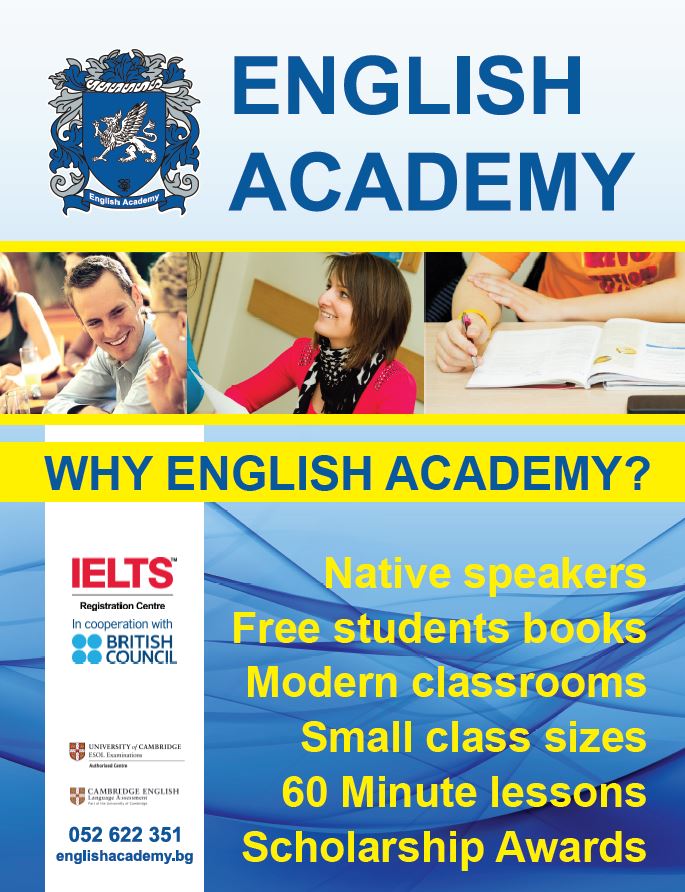 ENGLISH
ACADEMY
English Academy
WHY ENGLISH ACADEMY?
IELTS™
Registration Centre
In cooperation with
BRITISH
COUNCIL
UNIVERSITY of CAMBRIDGE
ESOL Examinations
Authorised Centre
CAMBRIDGE ENGLISH
Language Assessment
Part of the University of Cambridge
052 622 351
englishacademy.bg
Native speakers
Free students books
Modern classrooms
Small class sizes
60 Minute lessons
Scholarship Awards